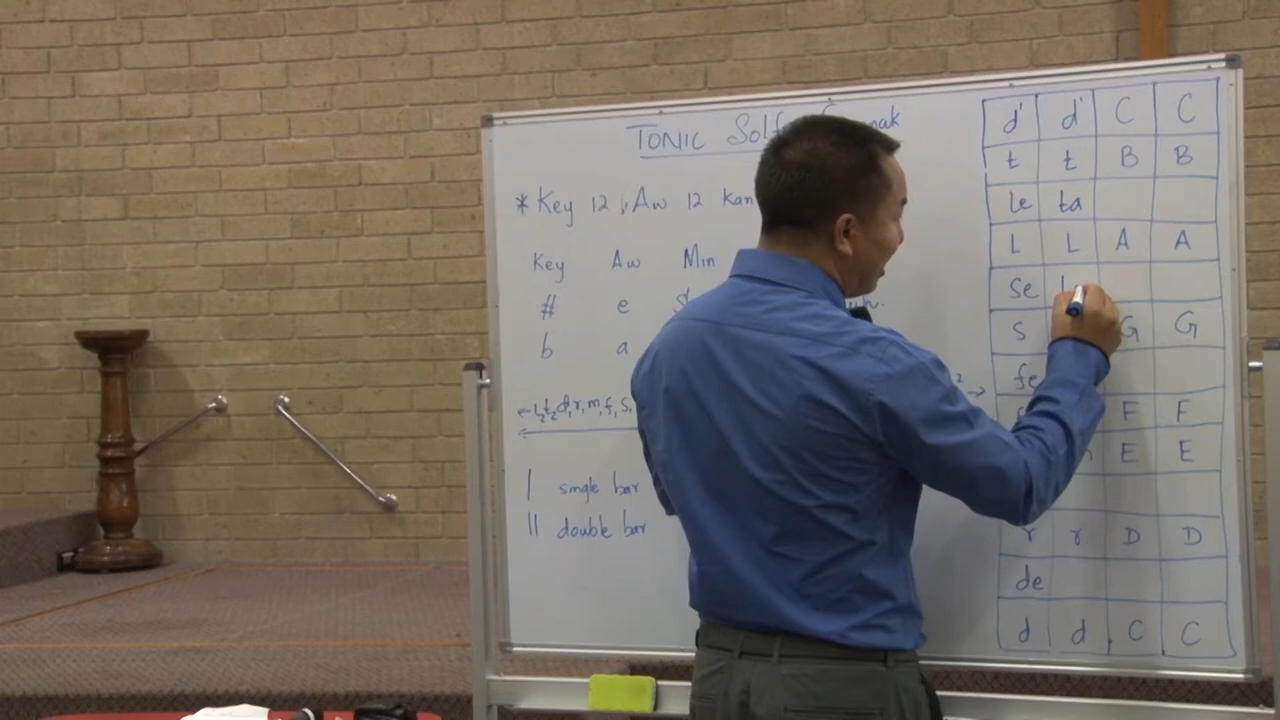 TONIC Solf nak
* Key 12, Aw 12 kan
Key Aw Min
# e
b a
single bar
|| double bar
d' d' C C
t t B B
le ta
L L A A
se l
s G G
fe
F F
E E
r r D D
de
d d C C